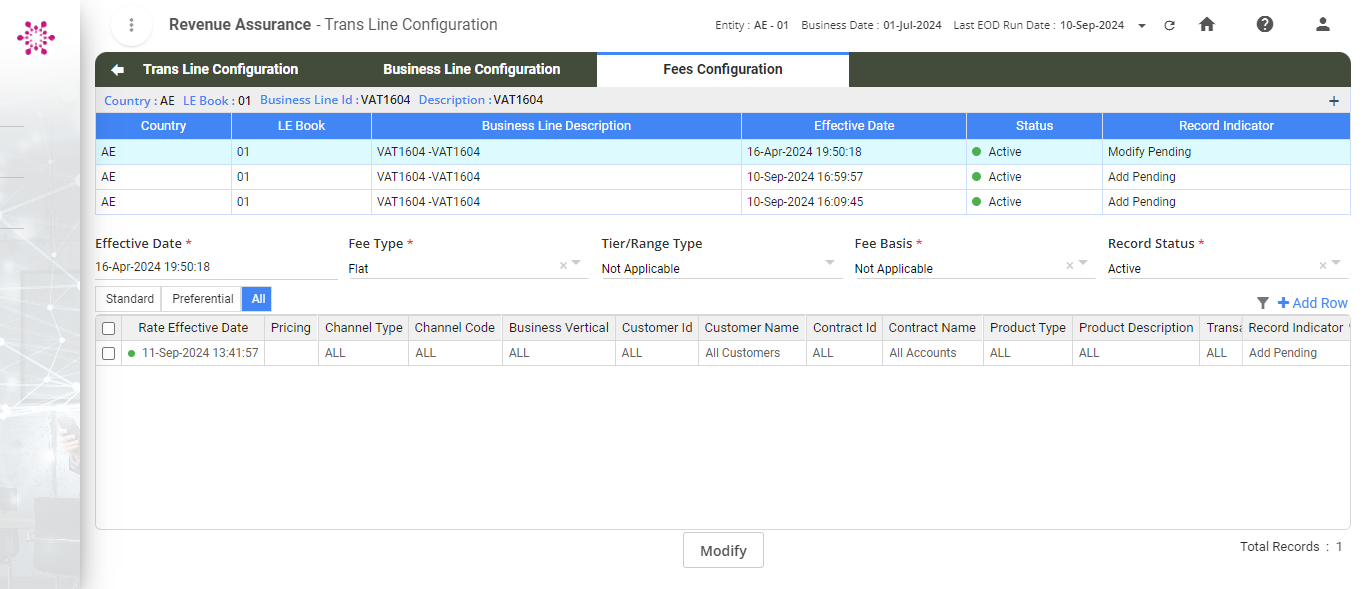 Revenue Assurance - Trans Line Configuration
Entity : AE - 01 Business Date : 01-Jul-2024 Last EOD Run Date : 10-Sep-2024
Trans Line Configuration Business Line Configuration Fees Configuration
Country : AE LE Book : 01 Business Line Id : VAT1604 Description : VAT1604
Country LE Book Business Line Description Effective Date Status Record Indicator
AE 01 VAT1604 -VAT1604 16-Apr-2024 19:50:18 Active Modify Pending
AE 01 VAT1604 -VAT1604 10-Sep-2024 16:59:57 Active Add Pending
AE 01 VAT1604 -VAT1604 10-Sep-2024 16:09:45 Active Add Pending
Effective Date * Fee Type * Tier/Range Type Fee Basis * Record Status *
16-Apr-2024 19:50:18 Flat Not Applicable Not Applicable Active
Standard Preferential All
Add Row
Rate Effective Date Pricing Channel Type Channel Code Business Vertical Customer Id Customer Name Contract Id Contract Name Product Type Product Description Transa Record Indicator
11-Sep-2024 13:41:57 ALL ALL ALL ALL All Customers ALL All Accounts ALL ALL ALL Add Pending
Modify
Total Records : 1